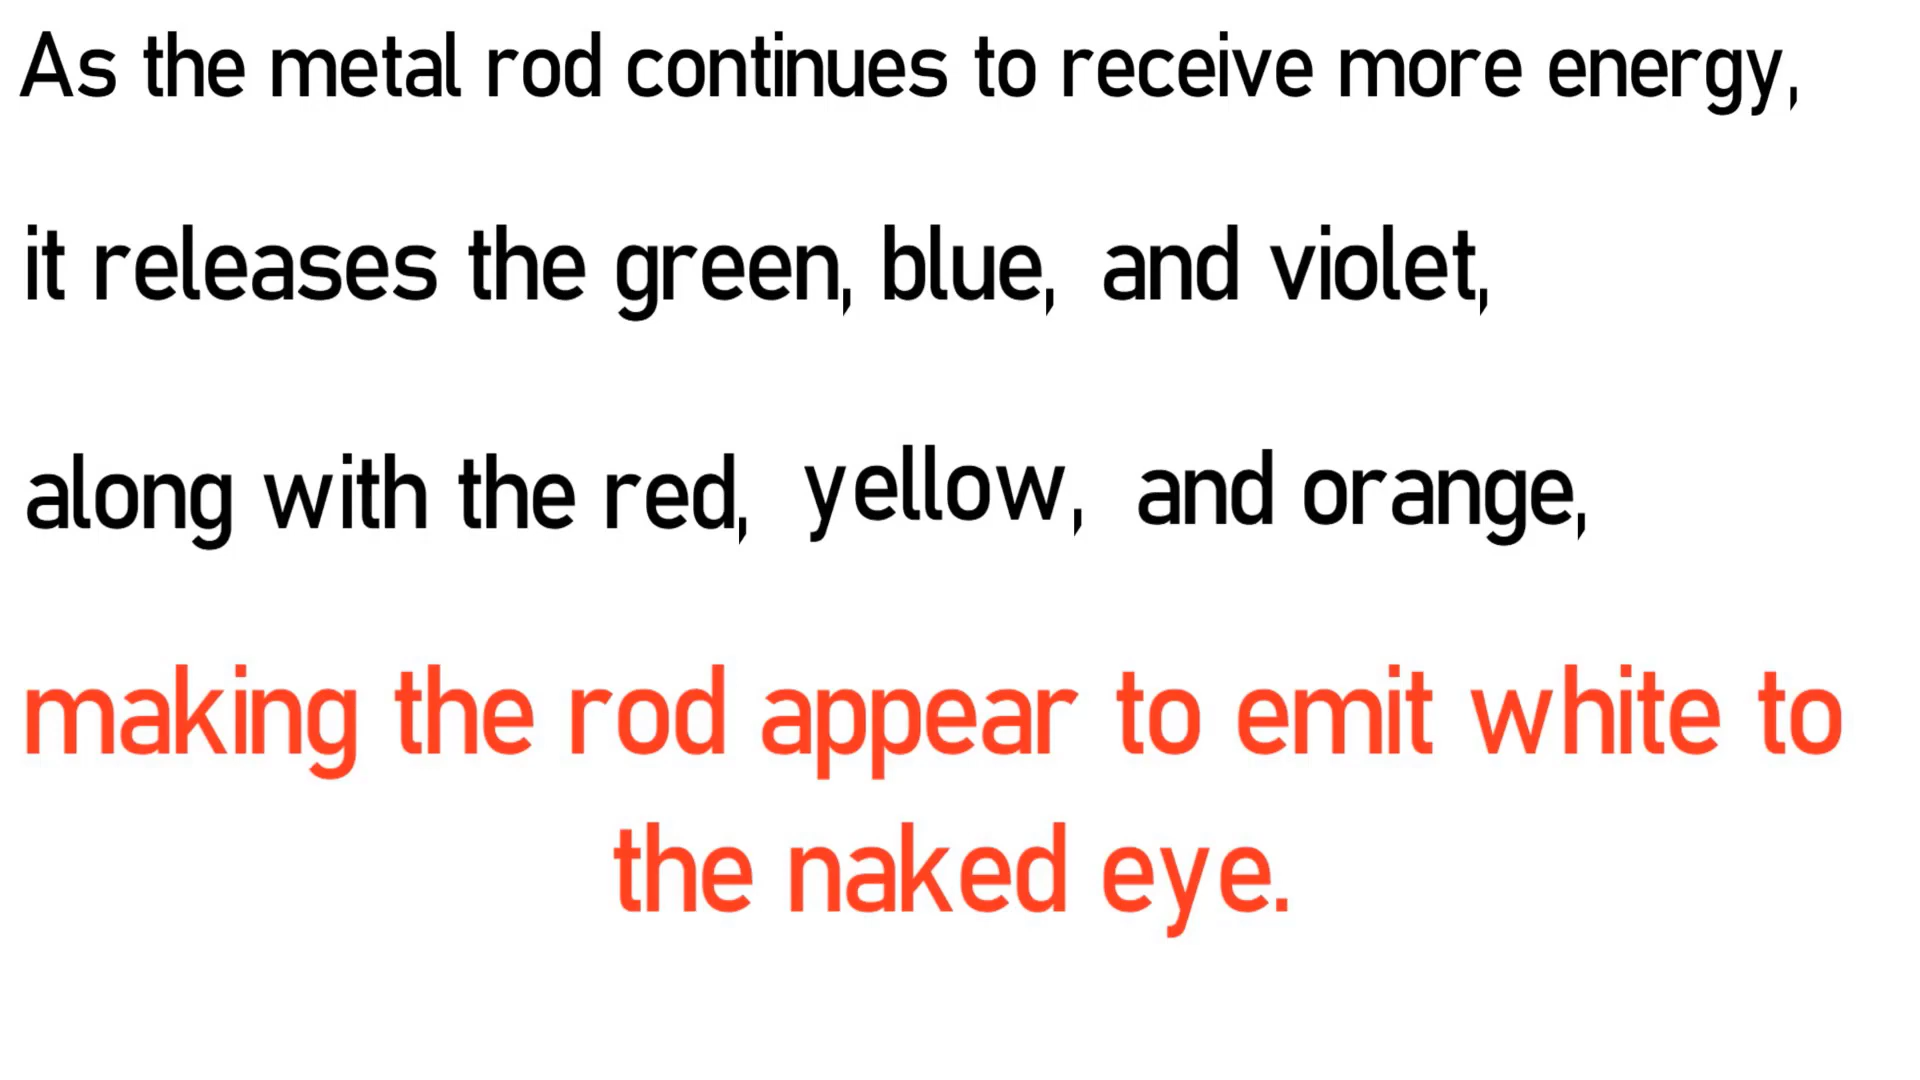 As the metal rod continues to receive more energy,
it releases the green, blue, and violet,
along with the red, yellow, and orange,
making the rod appear to emit white to
the naked eye.